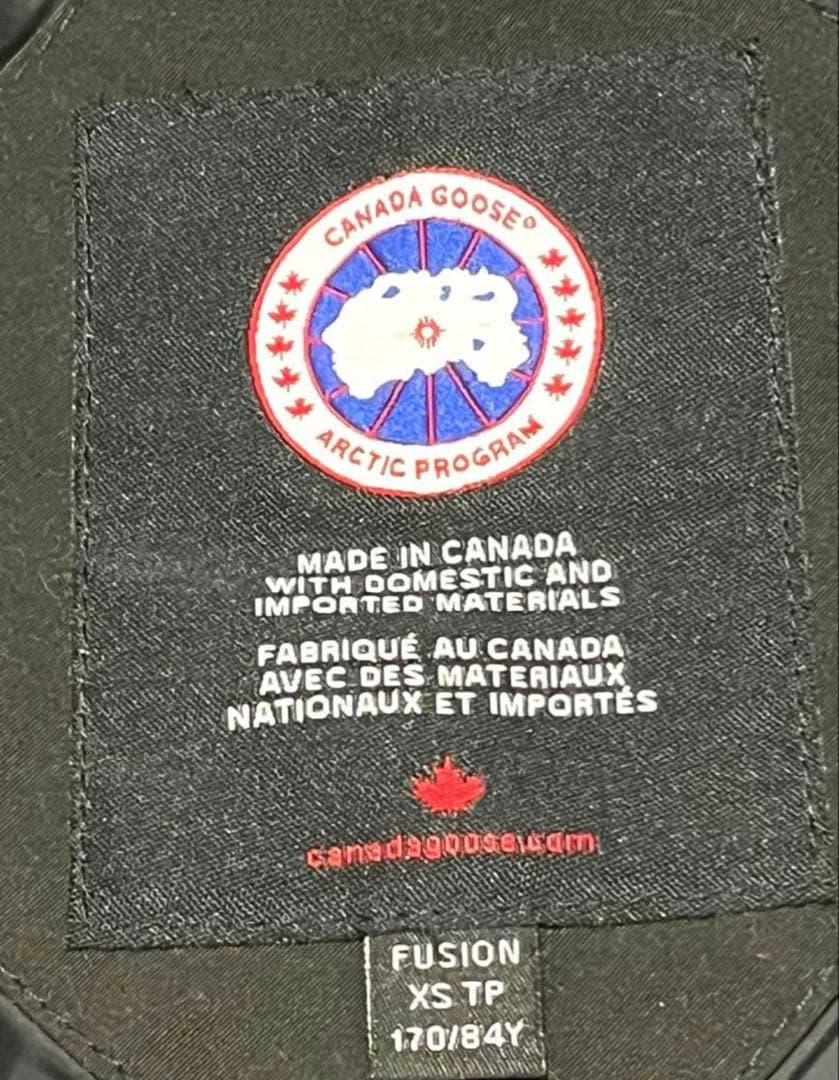 CANADA GOOSE®
ARCTIC PROGRAM
MADE IN CANADA
WITH DOMESTIC AND
IMPORTED MATERIALS
FABRIQUÉ AU CANADA
AVEC DES MATERIAUX
NATIONAUX ET IMPORTÉS
canadagoose.com
FUSION
XS TP
170/84Y